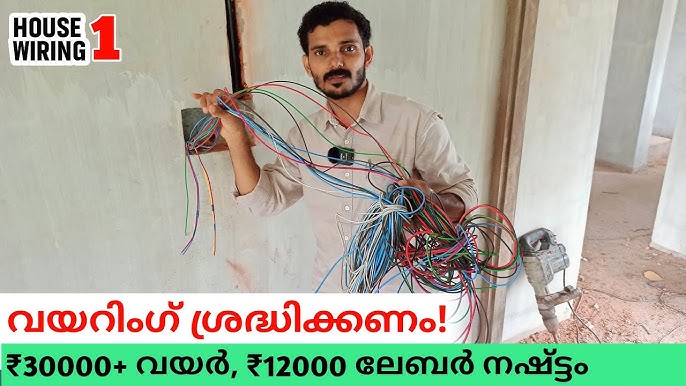 HOUSE
WIRING 1
വയറിംഗ് ശ്രദ്ധിക്കണം!
₹30000+ വയർ, ₹12000 ലേബർ നഷ്ട്ടം